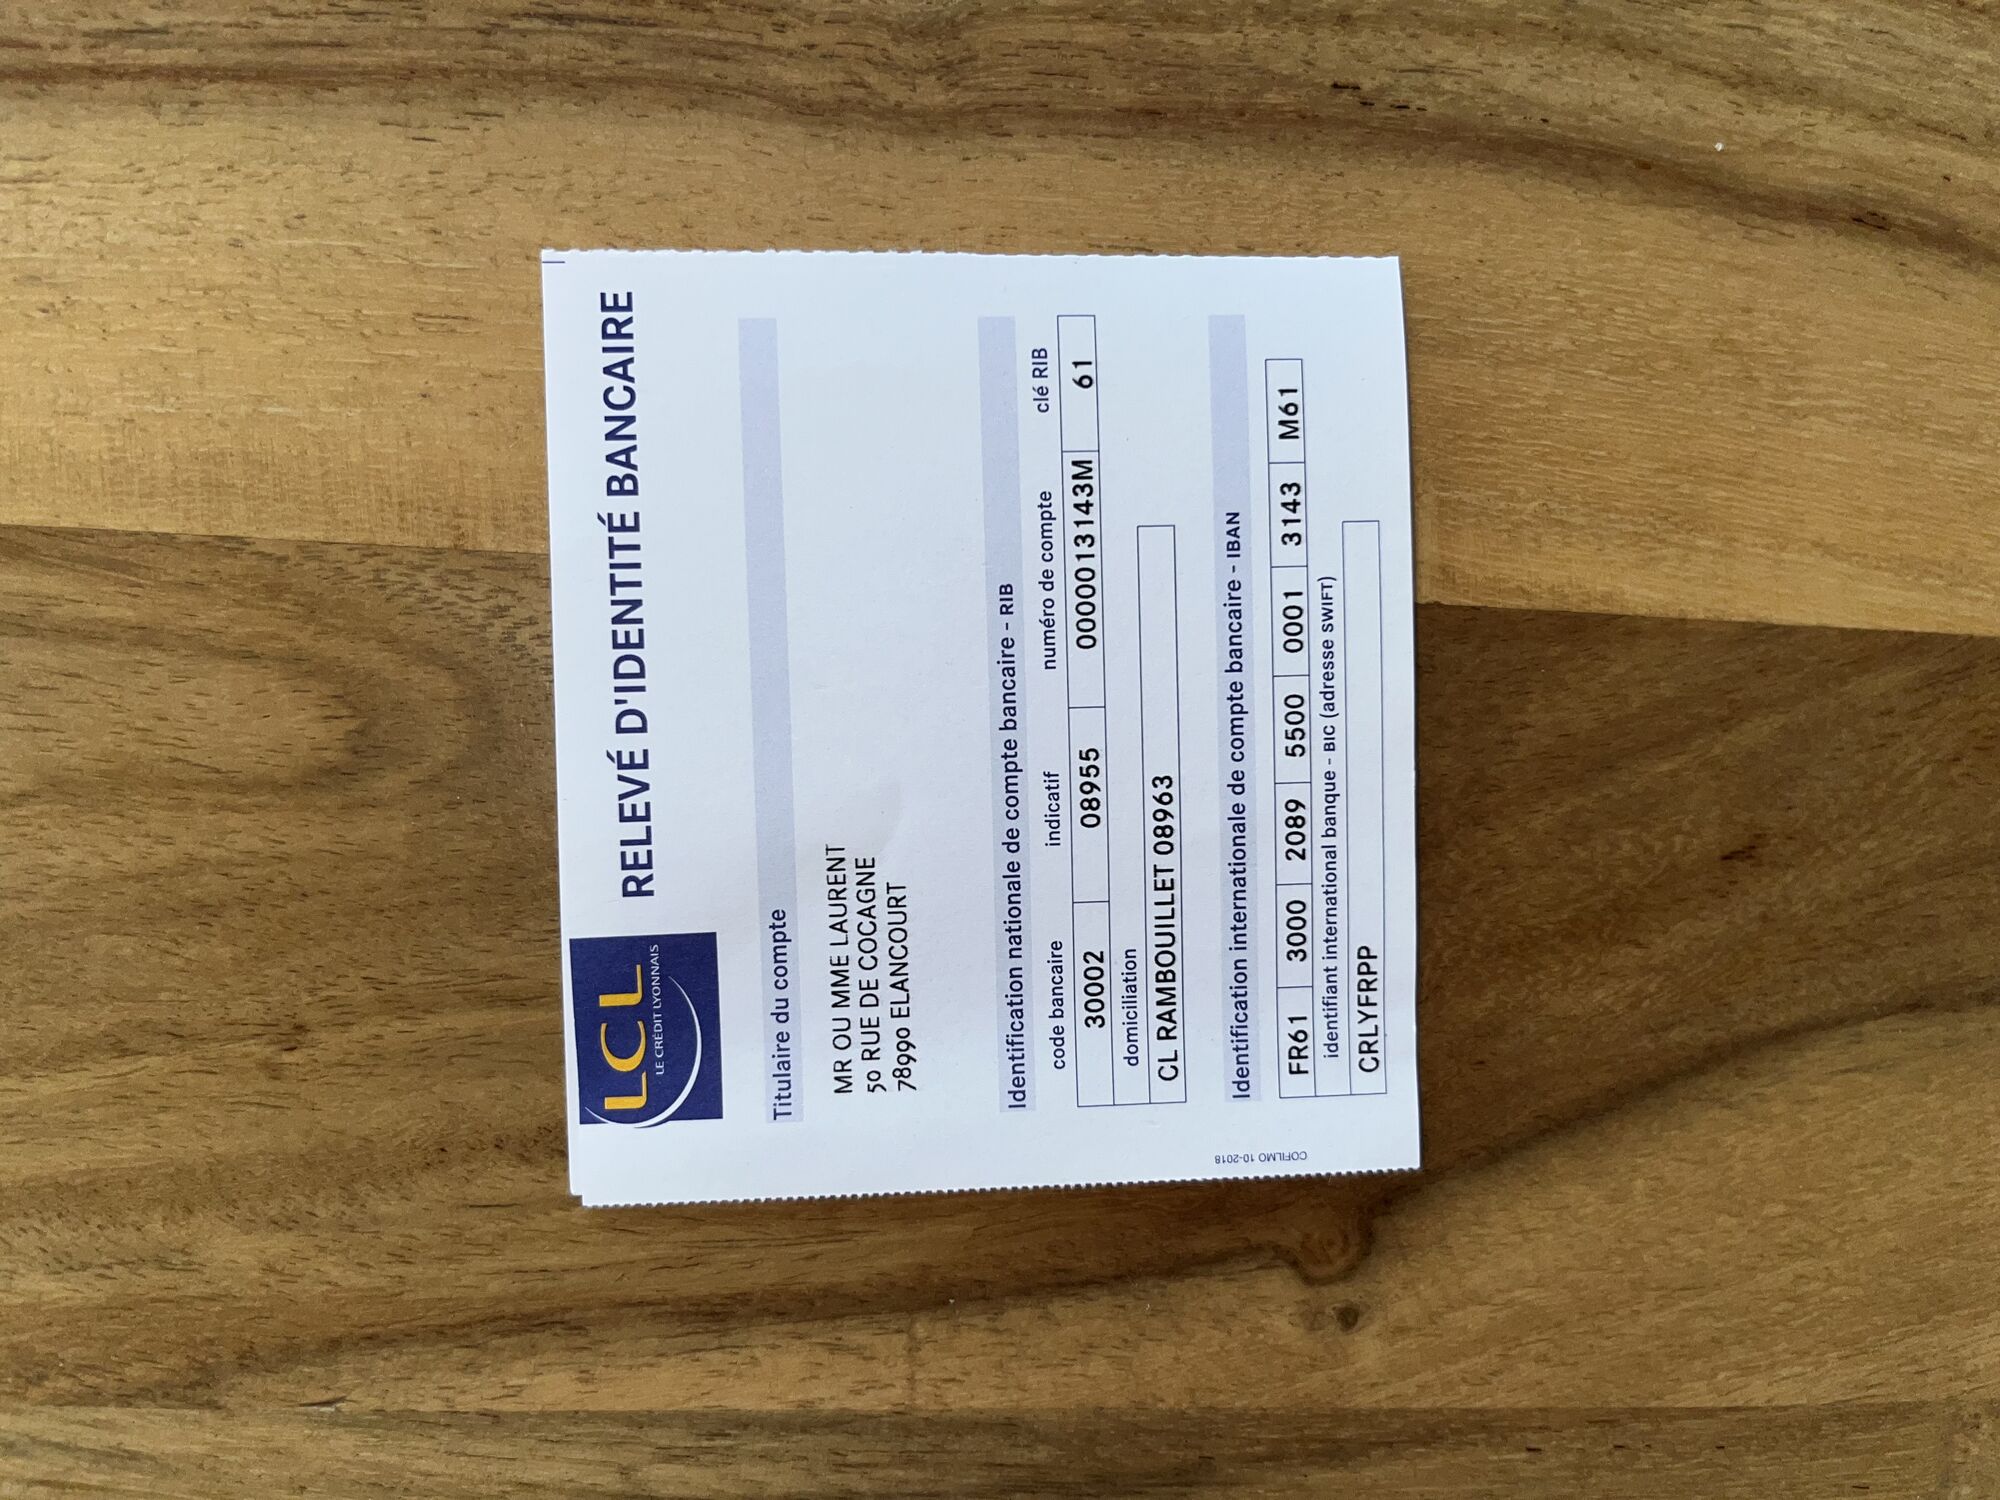 LCL
LE CRÉDIT LYONNAIS
RELEVÉ D'IDENTITÉ BANCAIRE
Titulaire du compte
MR OU MME LAURENT
50 RUE DE COCAGNE
78990 ELANCOURT
Identification nationale de compte bancaire - RIB
code bancaire indicatif numéro de compte clé RIB
30002 08955 0000013143M 61
domiciliation
CL RAMBOUILLET 08963
Identification internationale de compte bancaire - IBAN
FR61 3000 2089 5500 0001 3143 M61
identifiant international banque - BIC (adresse SWIFT)
CRLYFRPP
COFILMO 10-2018